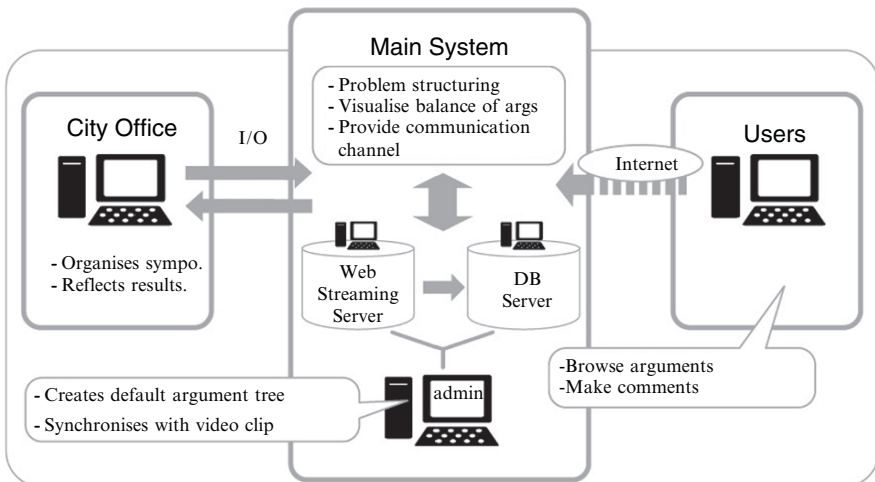 Main System
- Problem structuring
- Visualise balance of args
- Provide communication
channel
City Office
I/O
- Organises sympo.
- Reflects results.
Internet
Users
Web
Streaming
Server
DB
Server
- Creates default argument tree
- Synchronises with video clip
admin
-Browse arguments
-Make comments